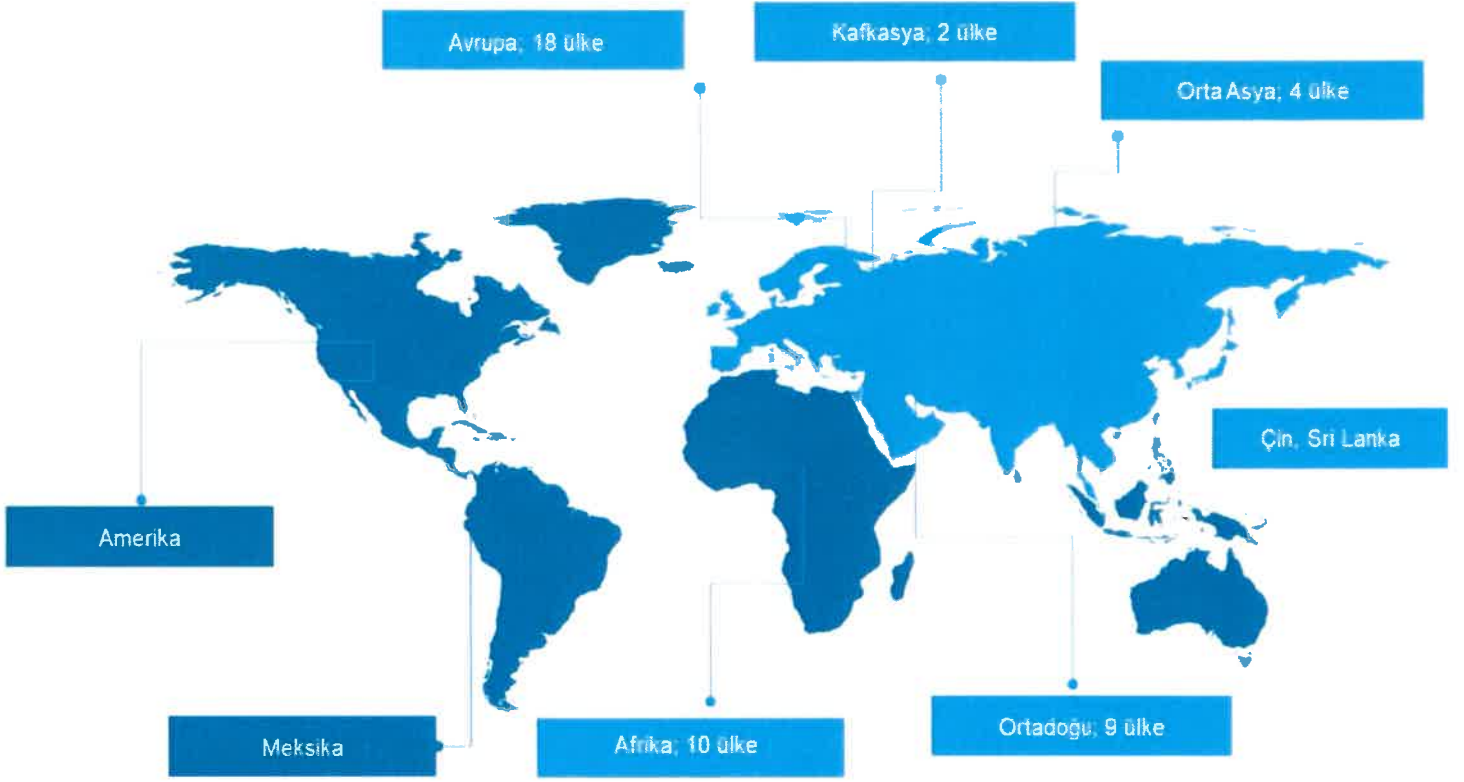 Avrupa; 18 ülke
Kafkasya; 2 ülke
Orta Asya; 4 ülke
Çin, Sri Lanka
Amerika
Meksika
Afrika; 10 ülke
Ortadoğu; 9 ülke